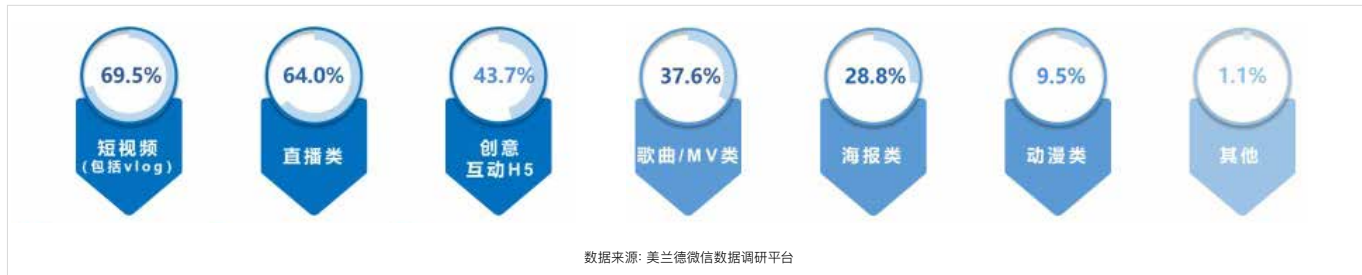 69.5%
64.0%
43.7%
37.6%
28.8%
9.5%
1.1%
短视频
(包括vlog)
直播类
创意
互动H5
歌曲/MV类
海报类
动漫类
其他
数据来源: 美兰德微信数据调研平台